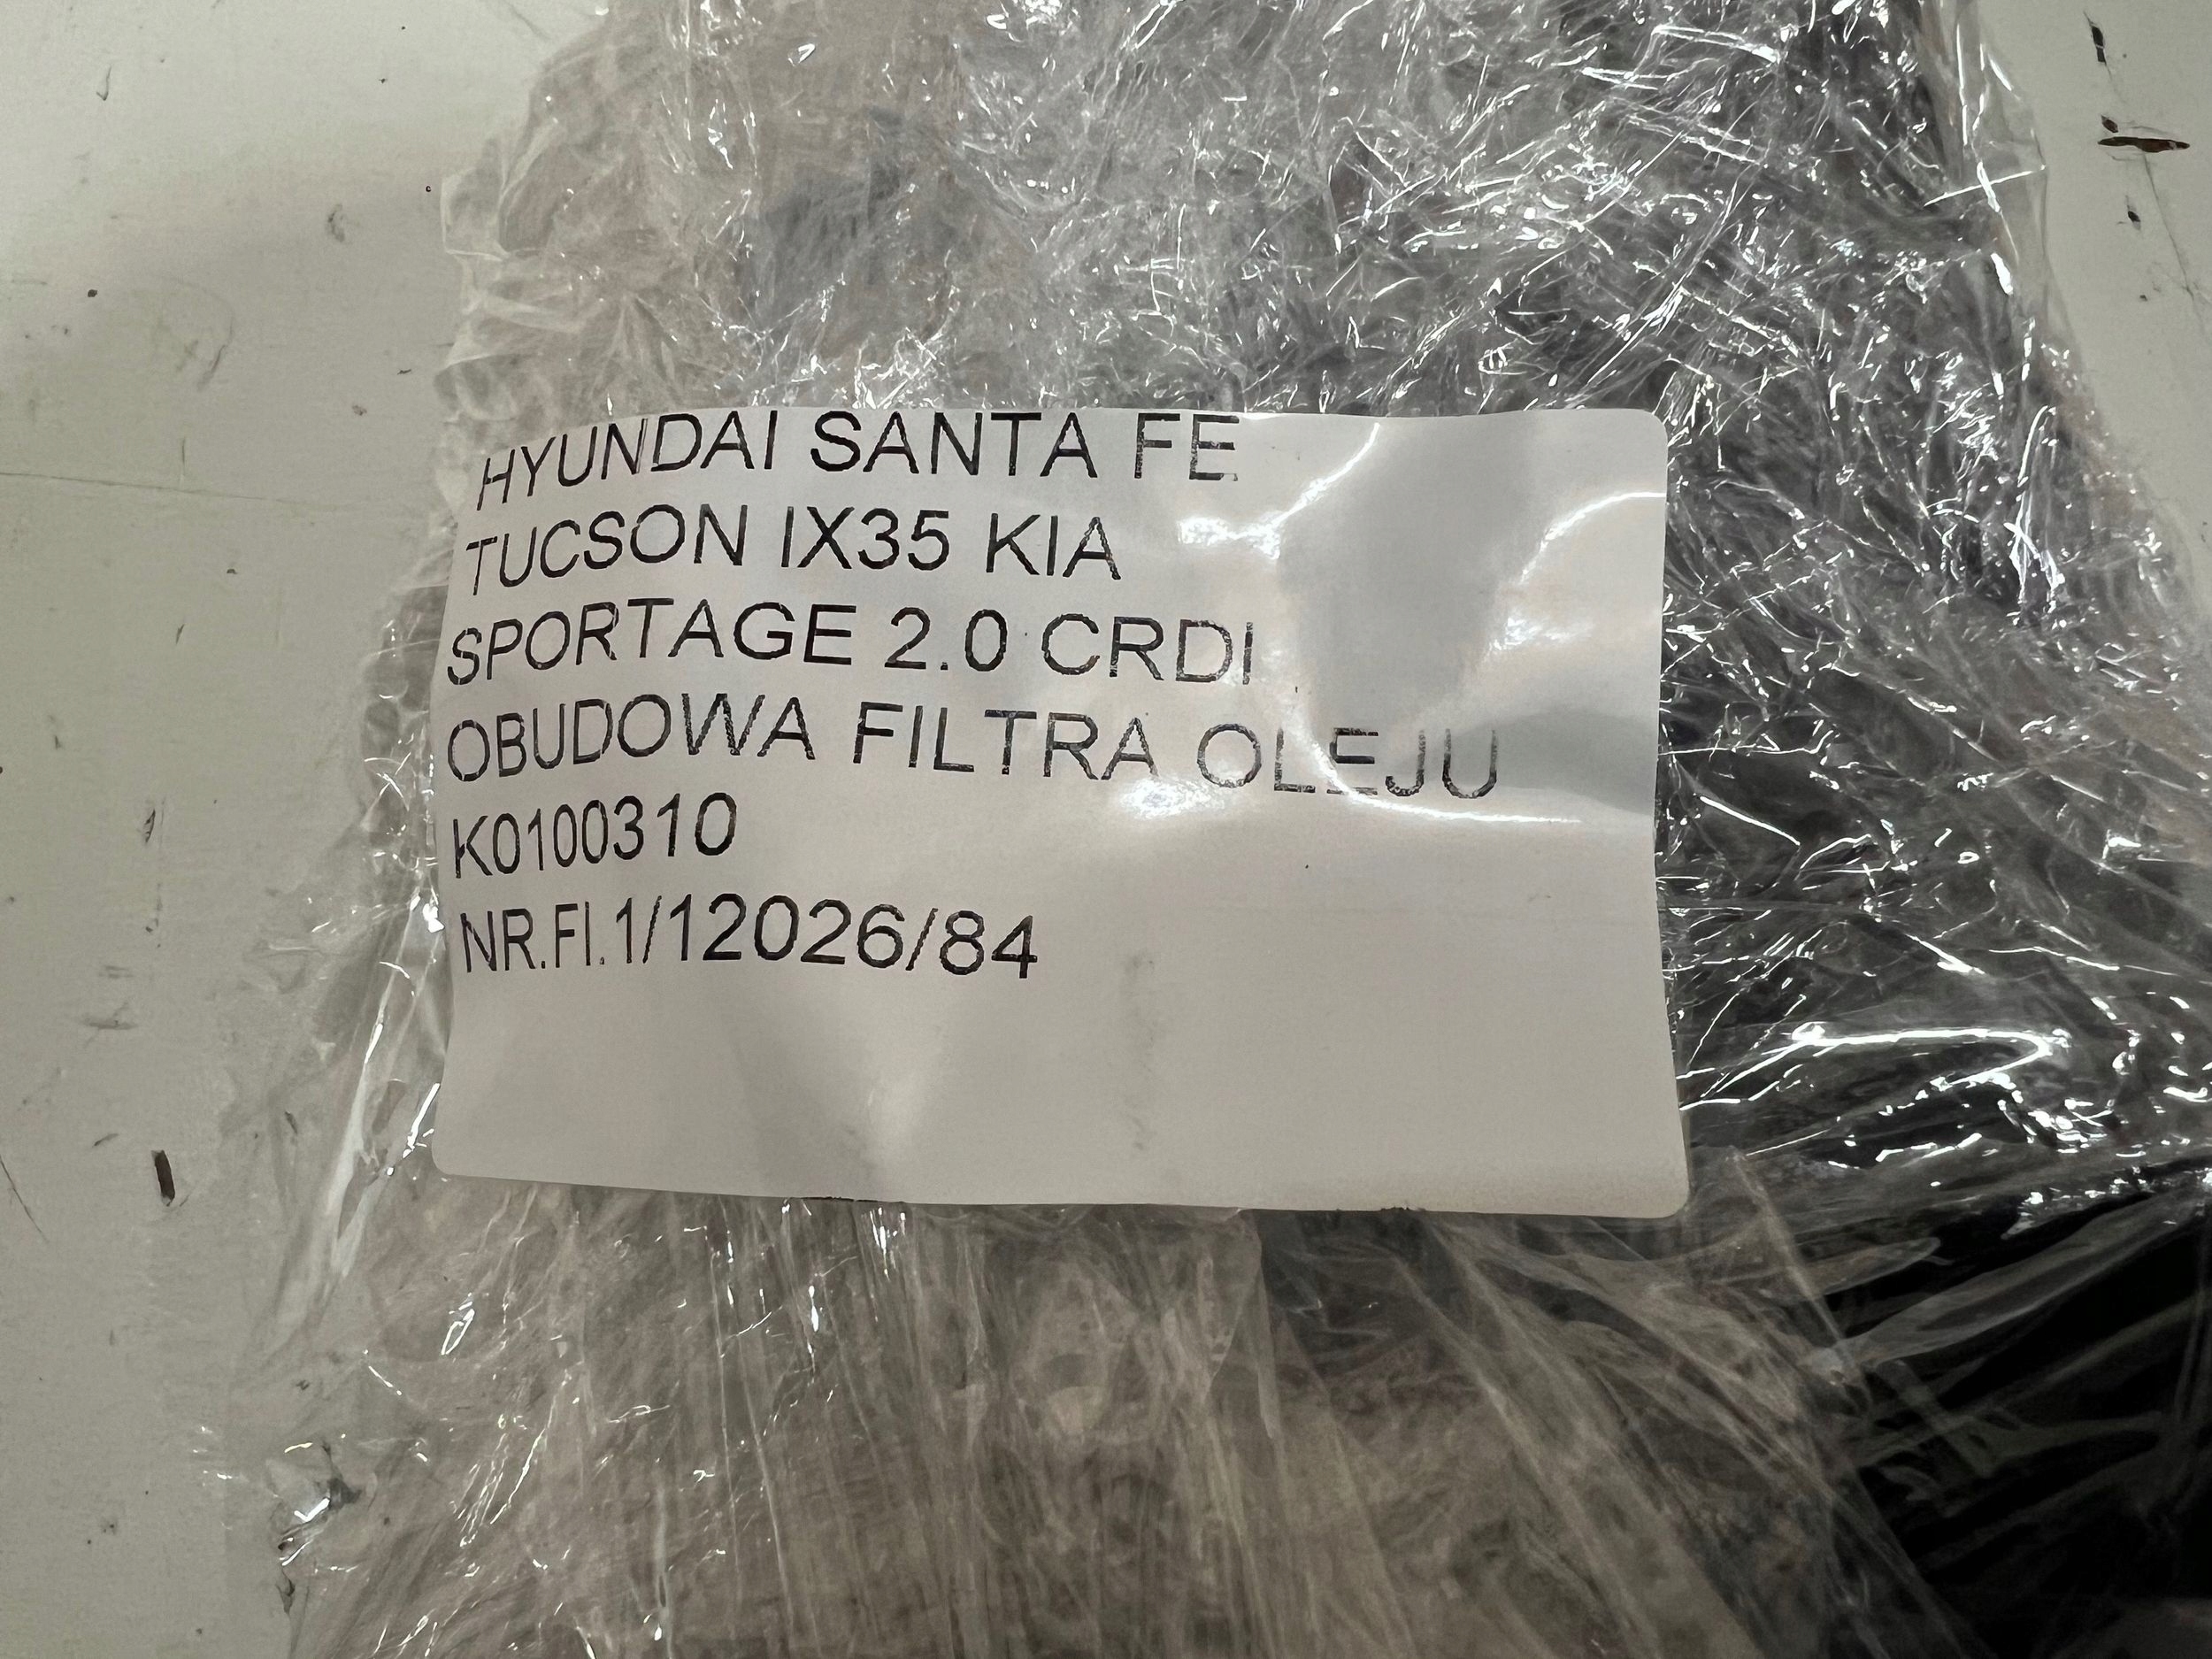 HYUNDAI SANTA FE
TUCSON IX35 KIA
SPORTAGE 2.0 CRDI
OBUDOWA FILTRA OLEJU
K0100310
NR.FI.1/12026/84